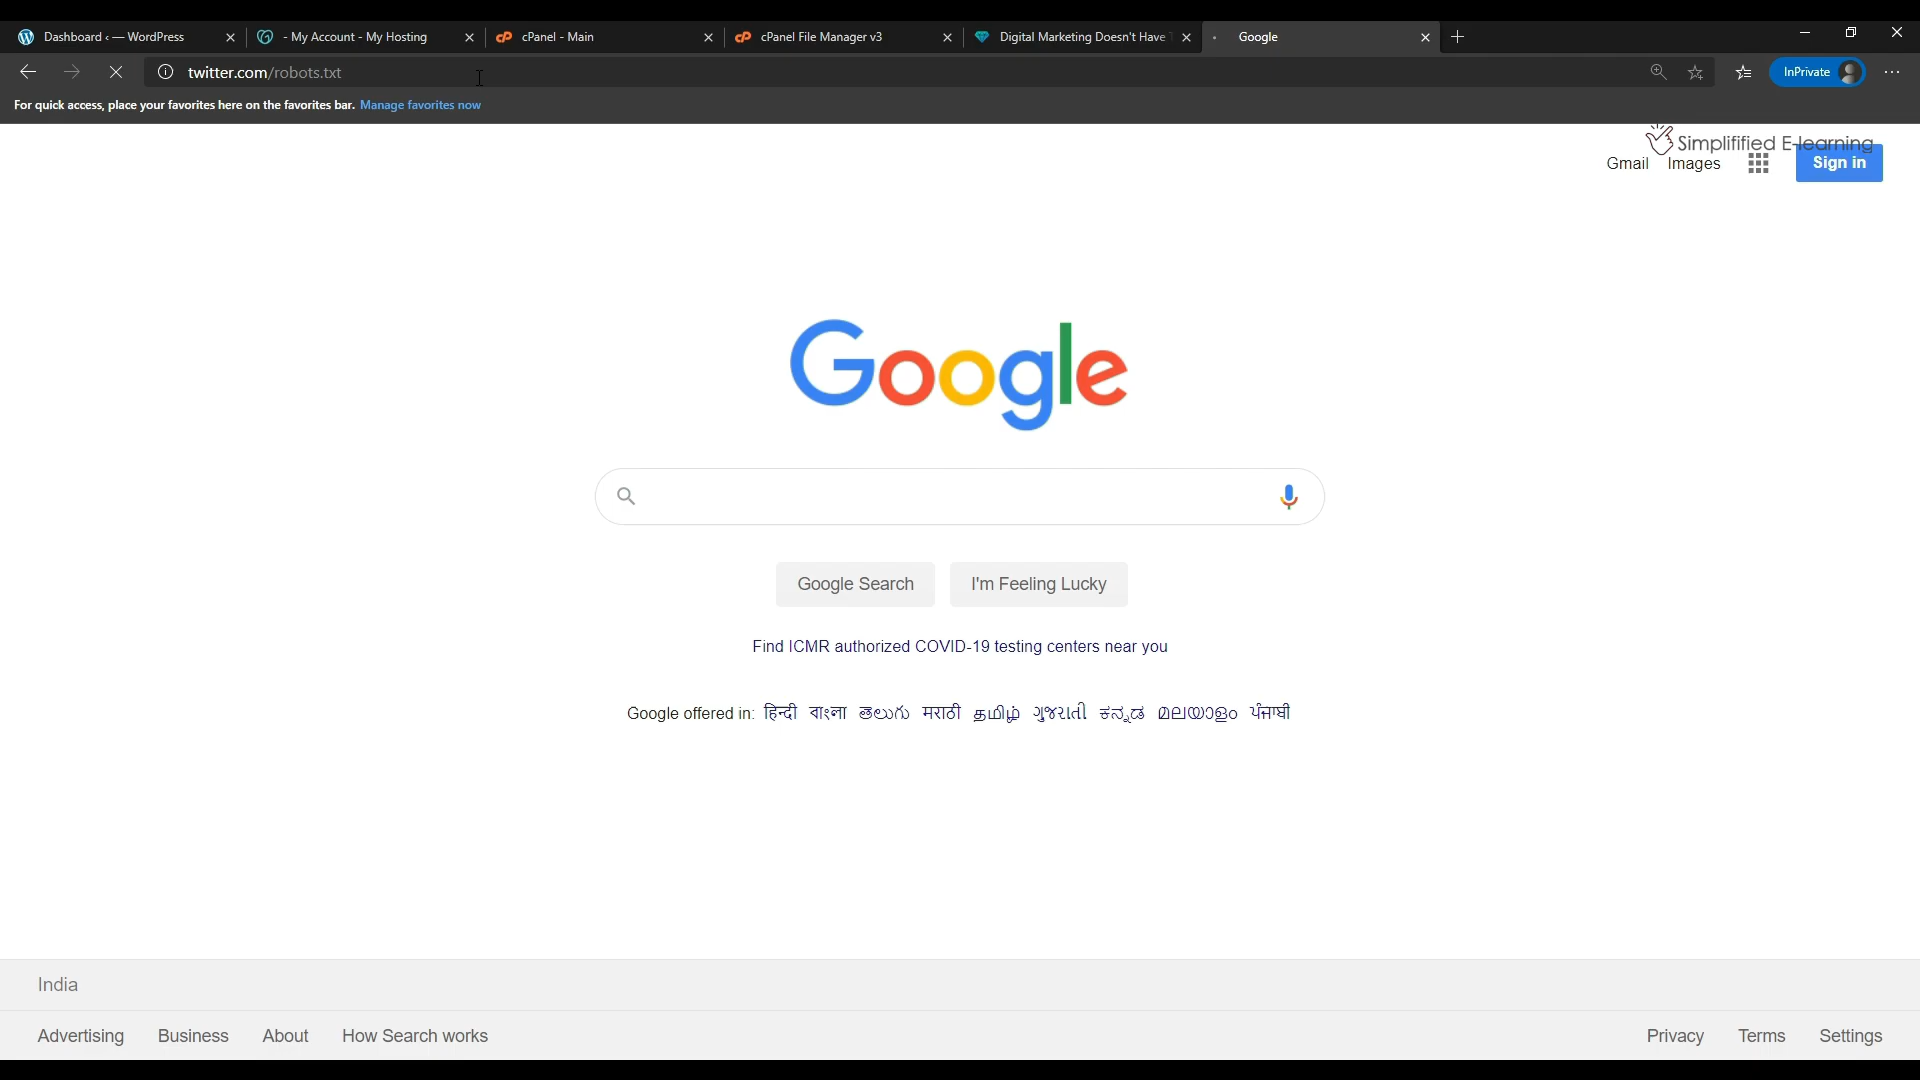 Dashboard ‹ — WordPress
- My Account - My Hosting
cPanel - Main
cPanel File Manager v3
Digital Marketing Doesn't Have
Google
twitter.com/robots.txt
InPrivate
For quick access, place your favorites here on the favorites bar. Manage favorites now
Simplifified E-learning
Gmail Images Sign in
Google
Google Search I'm Feeling Lucky
Find ICMR authorized COVID-19 testing centers near you
Google offered in: हिन्दी বাংলা తెలుగు मराठी தமிழ் ગુજરાતી ಕನ್ನಡ മലയാളം ਪੰਜਾਬੀ
India
Advertising Business About How Search works Privacy Terms Settings